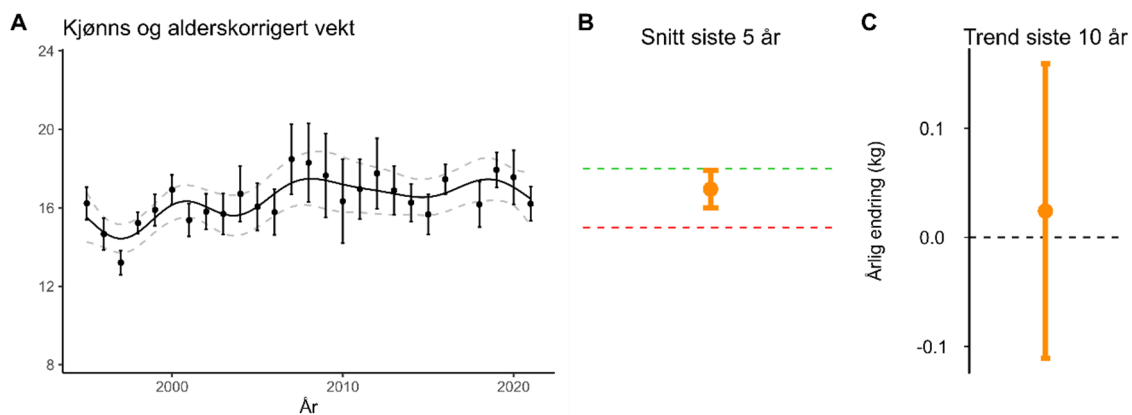 A
Kjønns og alderskorrigert vekt
24
20
16
12
8
2000
2010
2020
År
B
Snitt siste 5 år
C
Trend siste 10 år
Årlig endring (kg)
0.1
0.0
-0.1